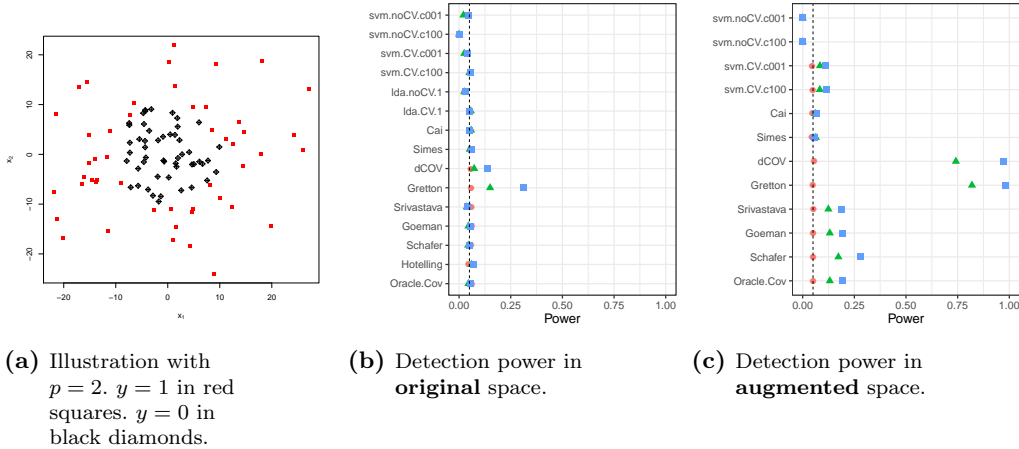 20
10
0
−10
−20
x2
−20
−10
0
10
20
x1
svm.noCV.c001
svm.noCV.c100
svm.CV.c001
svm.CV.c100
lda.noCV.1
lda.CV.1
Cai
Simes
dCOV
Gretton
Srivastava
Goeman
Schafer
Hotelling
Oracle.Cov
0.00
0.25
0.50
0.75
1.00
Power
svm.noCV.c001
svm.noCV.c100
svm.CV.c001
svm.CV.c100
Cai
Simes
dCOV
Gretton
Srivastava
Goeman
Schafer
Oracle.Cov
0.00
0.25
0.50
0.75
1.00
Power
(a) Illustration with
p = 2. y = 1 in red
squares. y = 0 in
black diamonds.
(b) Detection power in
original space.
(c) Detection power in
augmented space.